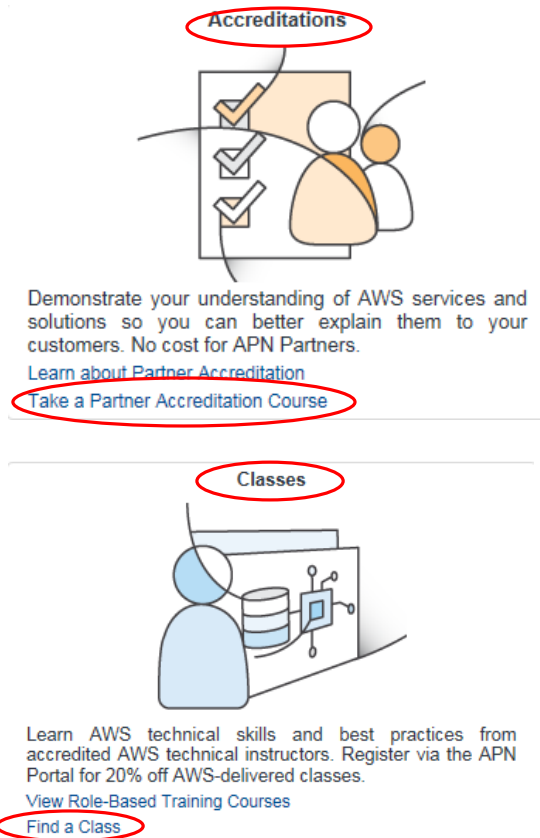 Accreditations
Demonstrate your understanding of AWS services and
solutions so you can better explain them to your
customers. No cost for APN Partners.
Learn about Partner Accreditation
Take a Partner Accreditation Course
Classes
Learn AWS technical skills and best practices from
accredited AWS technical instructors. Register via the APN
Portal for 20% off AWS-delivered classes.
View Role-Based Training Courses
Find a Class